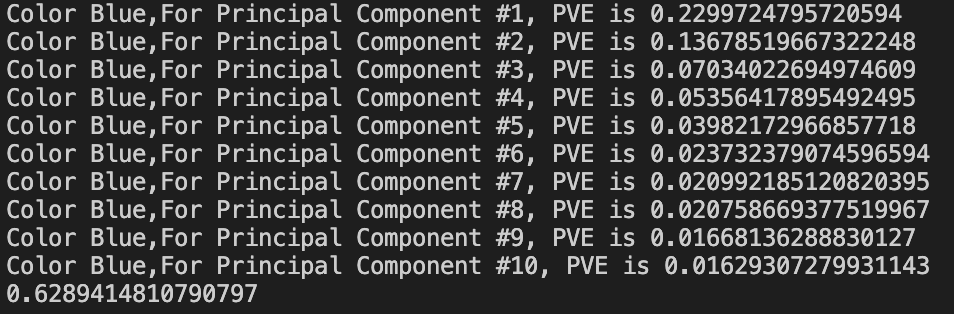 Color Blue,For Principal Component #1, PVE is 0.2299724795720594
Color Blue,For Principal Component #2, PVE is 0.13678519667322248
Color Blue,For Principal Component #3, PVE is 0.07034022694974609
Color Blue,For Principal Component #4, PVE is 0.05356417895492495
Color Blue,For Principal Component #5, PVE is 0.03982172966857718
Color Blue,For Principal Component #6, PVE is 0.023732379074596594
Color Blue,For Principal Component #7, PVE is 0.020992185120820395
Color Blue,For Principal Component #8, PVE is 0.020758669377519967
Color Blue,For Principal Component #9, PVE is 0.01668136288830127
Color Blue,For Principal Component #10, PVE is 0.01629307279931143
0.6289414810790797